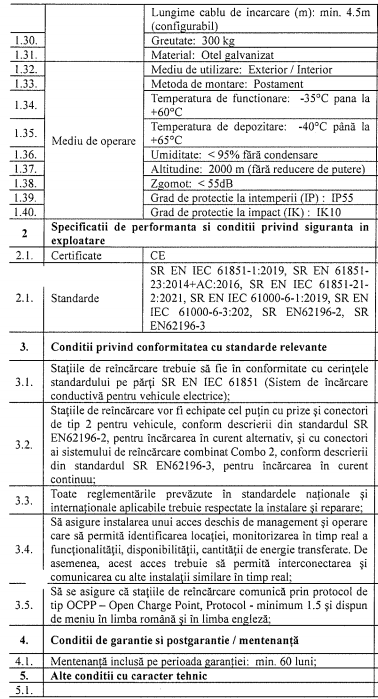 Lungime cablu de incarcare (m): min. 4.5m
(configurabil)
1.30. Greutate: 300 kg
1.31. Material: Otel galvanizat
1.32. Mediu de utilizare: Exterior / Interior
1.33. Metoda de montare: Postament
1.34. Temperatura de functionare: -35°C pana la
+60°C
1.35. Mediu de operare Temperatura de depozitare: -40°C până la
+65°C
1.36. Umiditate: < 95% fără condensare
1.37. Altitudine: 2000 m (fără reducere de putere)
1.38. Zgomot: < 55dB
1.39. Grad de protectie la intemperii (IP) : IP55
1.40. Grad de protectie la impact (IK) : IK10
2 Specificatii de performanta si conditii privind siguranta in
exploatare
2.1. Certificate CE
2.1. Standarde SR EN IEC 61851-1:2019, SR EN 61851-
23:2014+AC:2016, SR EN IEC 61851-21-
2:2021, SR EN IEC 61000-6-1:2019, SR EN
IEC 61000-6-3:202, SR EN62196-2, SR
EN62196-3
3. Conditii privind conformitatea cu standarde relevante
3.1. Stațiile de reîncărcare trebuie să fie în conformitate cu cerințele
standardului pe părți SR EN IEC 61851 (Sistem de încărcare
conductivă pentru vehicule electrice);
3.2. Stațiile de reîncărcare vor fi echipate cel puțin cu prize și conectori
de tip 2 pentru vehicule, conform descrierii din standardul SR
EN62196-2, pentru încărcarea în curent alternativ, și cu conectori
ai sistemului de reîncărcare combinat Combo 2, conform descrierii
din standardul SR EN62196-3, pentru încărcarea în curent
continuu;
3.3. Toate reglementările prevăzute în standardele naționale și
internaționale aplicabile trebuie respectate la instalare și reparare;
3.4. Să asigure instalarea unui acces deschis de management și operare
care să permită identificarea locației, monitorizarea în timp real a
funcționalității, disponibilității, cantității de energie transferate. De
asemenea, acest acces trebuie să permită interconectarea și
comunicarea cu alte instalații similare în timp real;
3.5. Să se asigure că stațiile de reîncărcare comunică prin protocol de
tip OCPP – Open Charge Point, Protocol - minimum 1.5 și dispun
de meniu în limba română și în limba engleză;
4. Conditii de garantie si postgarantie / mentenanță
4.1. Mentenanță inclusă pe perioada garanției: min. 60 luni;
5. Alte conditii cu caracter tehnic
5.1.